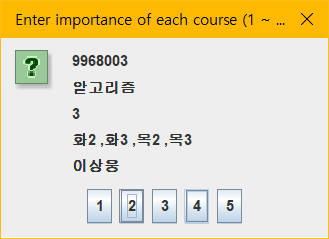 Enter importance of each course (1 ~ ...
9968003
알고리즘
3
화2 ,화3 ,목2 ,목3
이상웅
1 2 3 4 5